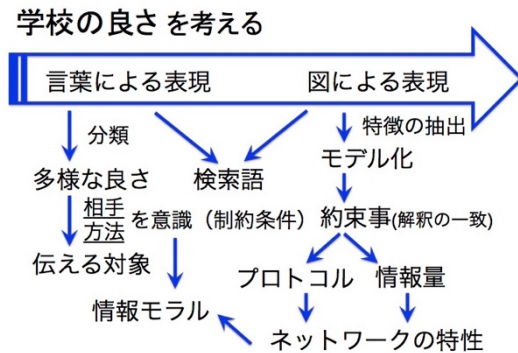 学校の良さを考える
言葉による表現 図による表現
分類 特徴の抽出
モデル化
多様な良さ 検索語
相手
方法
を意識（制約条件） 約束事(解釈の一致)
伝える対象
プロトコル 情報量
情報モラル
ネットワークの特性